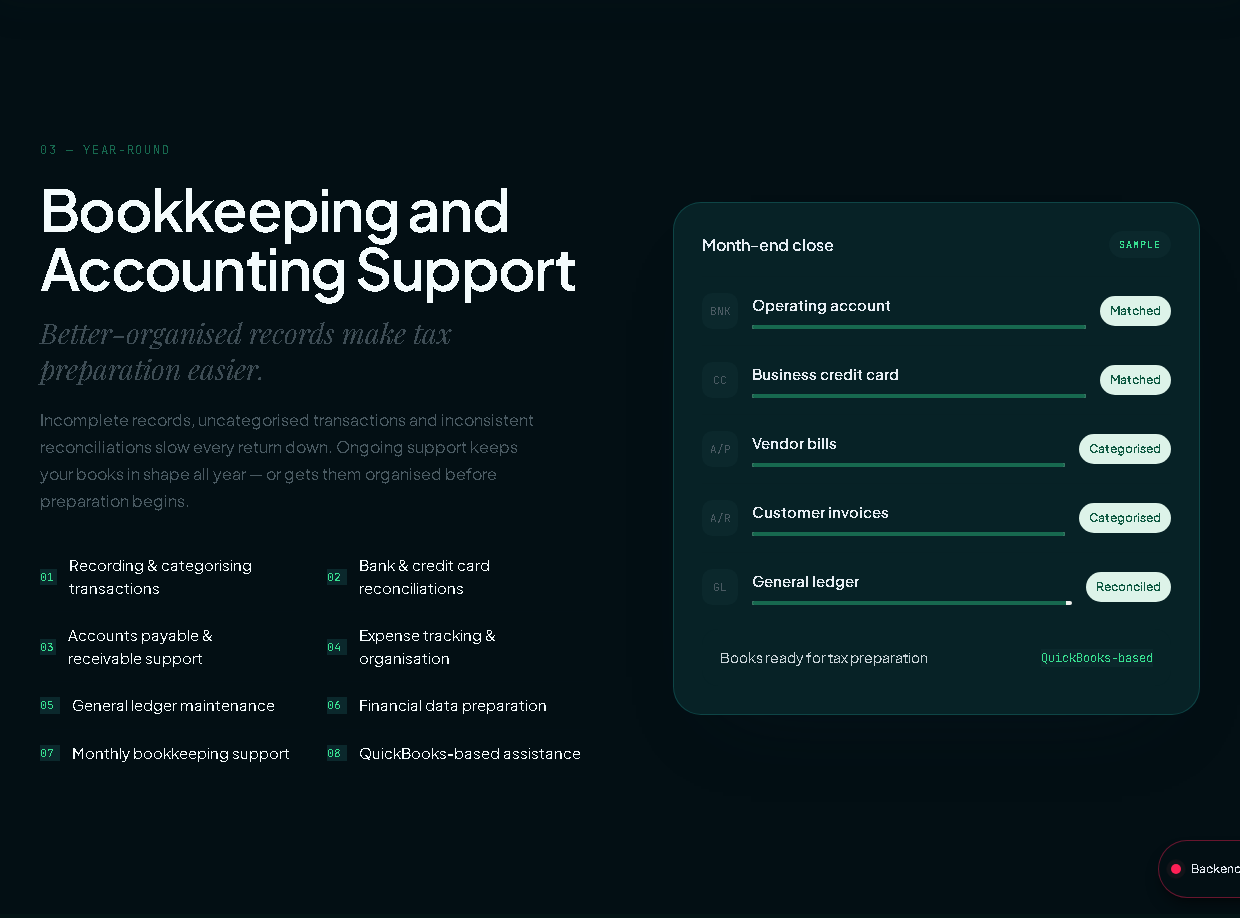 03 — YEAR-ROUND
Bookkeeping and
Accounting Support
Better-organised records make tax
preparation easier.
Incomplete records, uncategorised transactions and inconsistent
reconciliations slow every return down. Ongoing support keeps
your books in shape all year — or gets them organised before
preparation begins.
01 Recording & categorising
transactions
02 Bank & credit card
reconciliations
03 Accounts payable &
receivable support
04 Expense tracking &
organisation
05 General ledger maintenance
06 Financial data preparation
07 Monthly bookkeeping support
08 QuickBooks-based assistance
Month-end close SAMPLE
BNK Operating account Matched
CC Business credit card Matched
A/P Vendor bills Categorised
A/R Customer invoices Categorised
GL General ledger Reconciled
Books ready for tax preparation QuickBooks-based